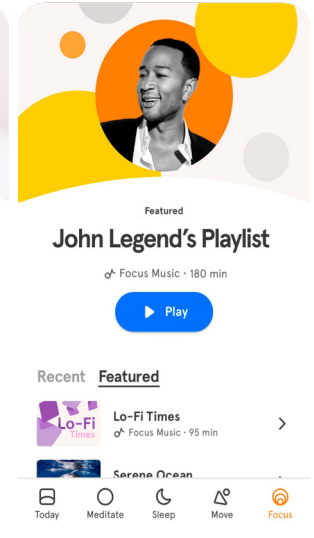 Featured
John Legend's Playlist
Focus Music · 180 min
Play
Recent Featured
Lo-Fi
Times
Lo-Fi Times
Focus Music · 95 min
Serene Ocean
Today Meditate Sleep Move Focus